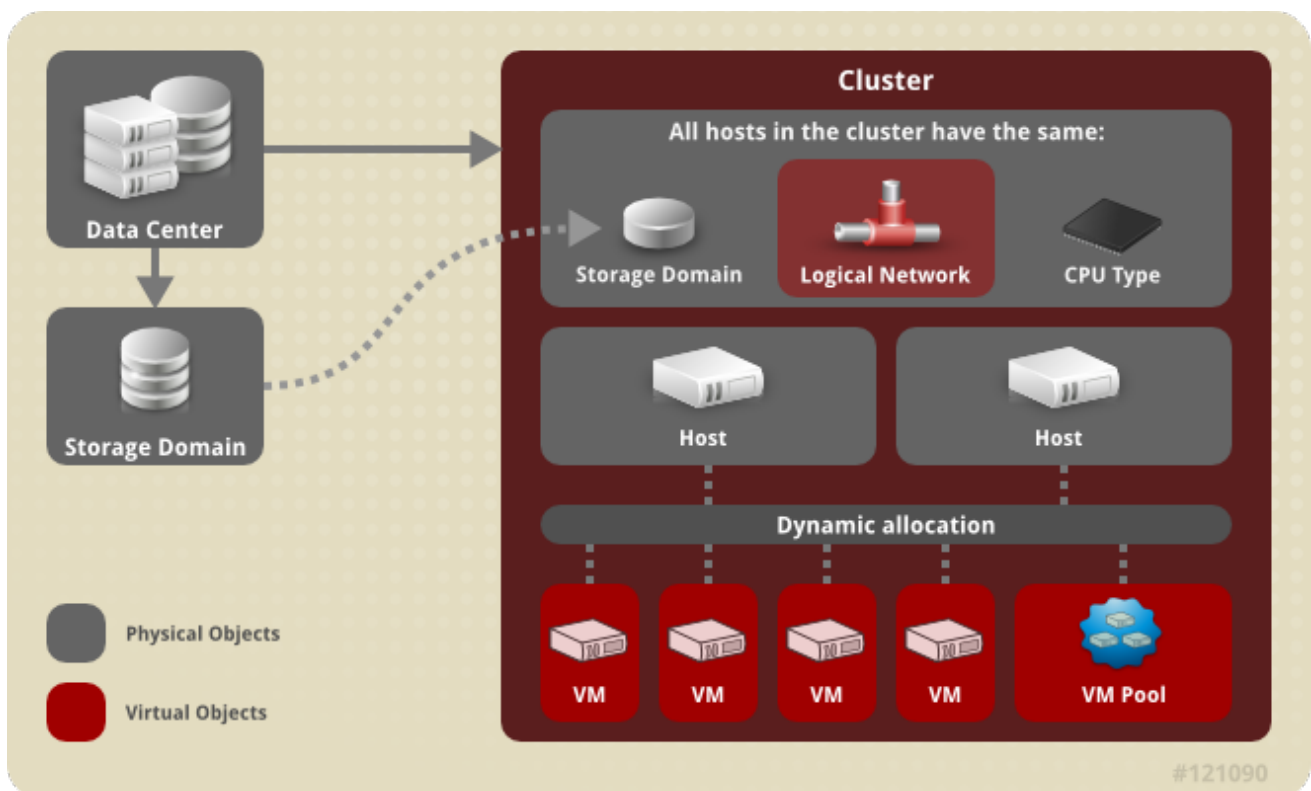 Cluster
All hosts in the cluster have the same:
Data Center
Storage Domain
Logical Network
CPU Type
Storage Domain
Host
Host
Dynamic allocation
Physical Objects
Virtual Objects
VM
VM
VM
VM
VM Pool
#121090